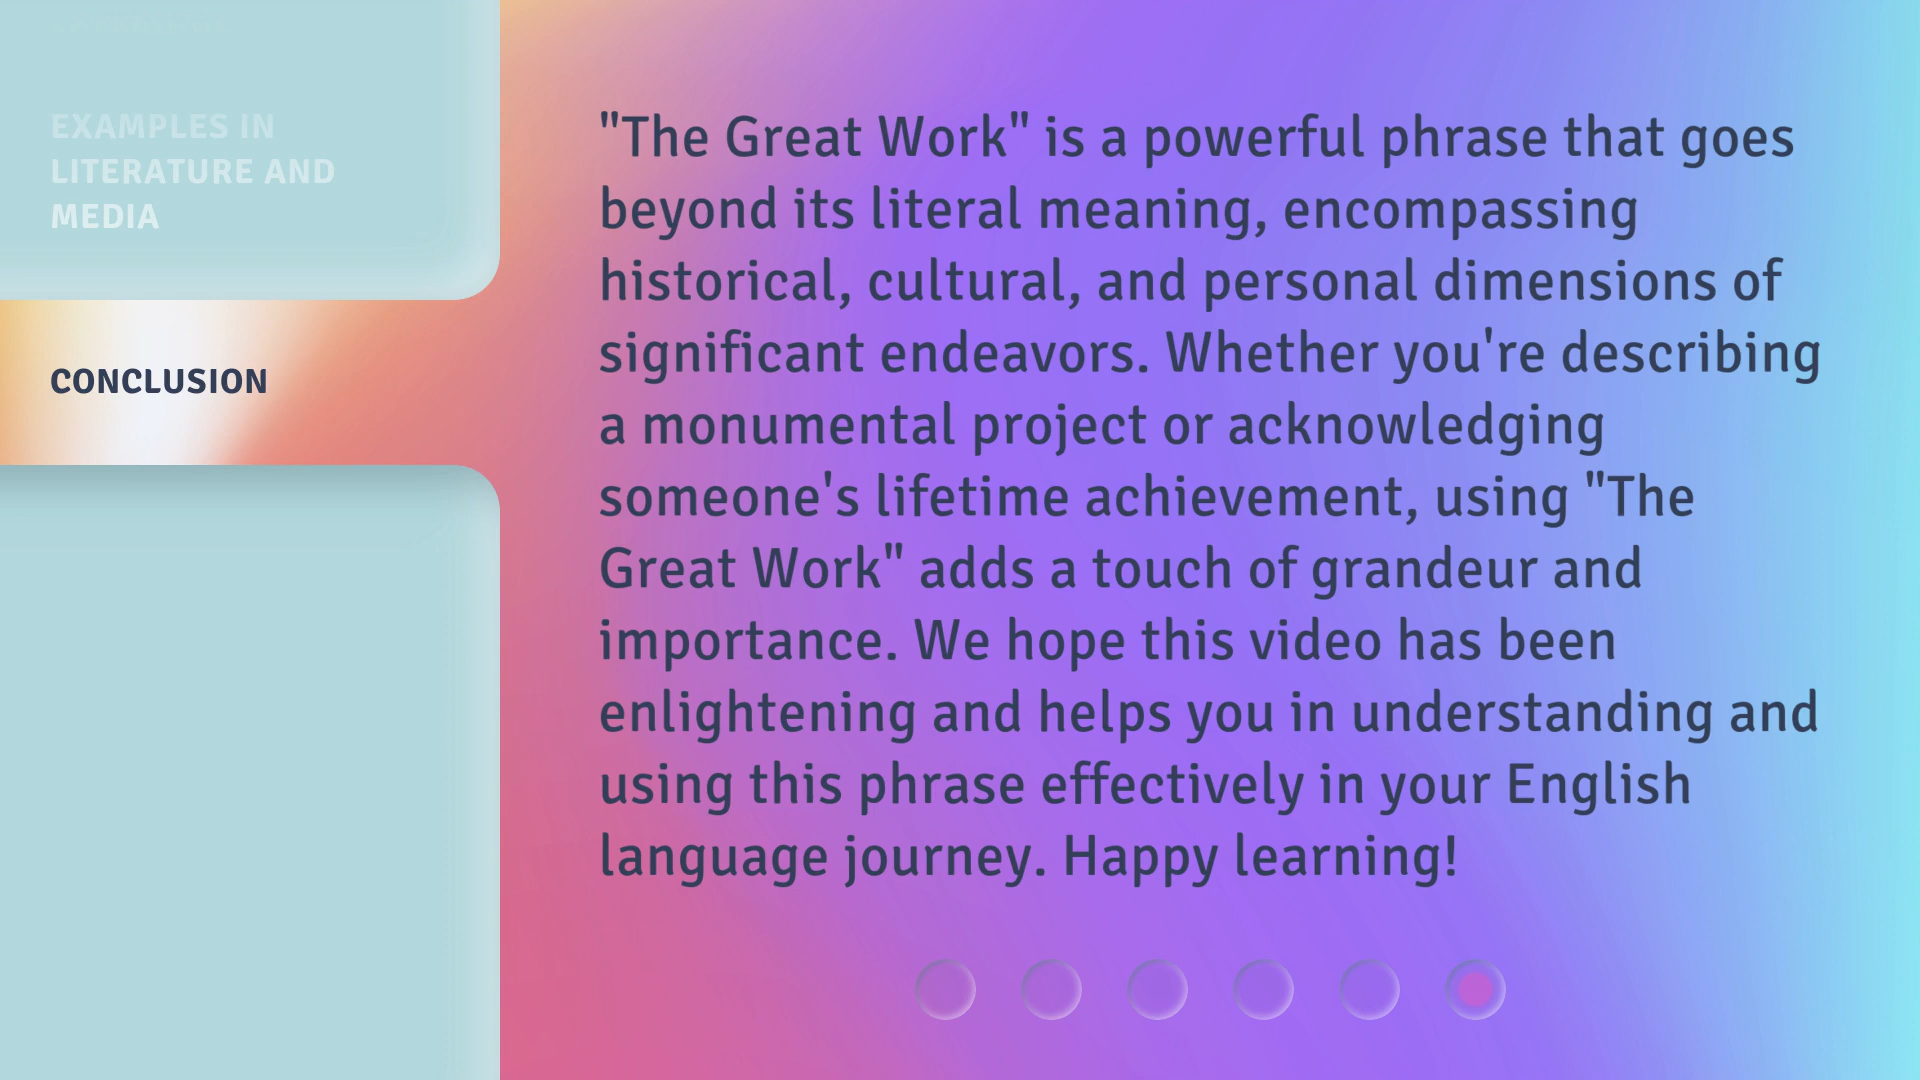 EXAMPLES IN
LITERATURE AND
MEDIA
CONCLUSION
"The Great Work" is a powerful phrase that goes
beyond its literal meaning, encompassing
historical, cultural, and personal dimensions of
significant endeavors. Whether you're describing
a monumental project or acknowledging
someone's lifetime achievement, using "The
Great Work" adds a touch of grandeur and
importance. We hope this video has been
enlightening and helps you in understanding and
using this phrase effectively in your English
language journey. Happy learning!